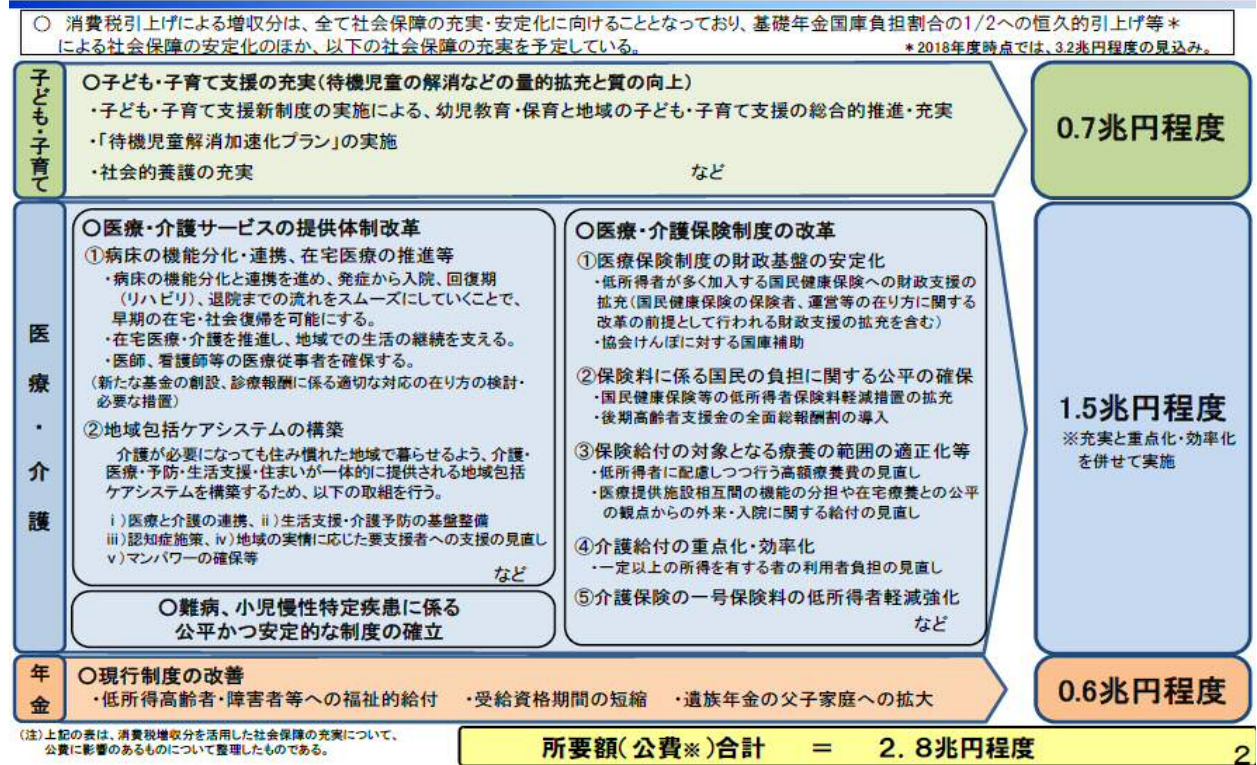 ○ 消費税引上げによる増収分は、全て社会保障の充実・安定化に向けることとなっており、基礎年金国庫負担割合の1/2への恒久的引上げ等＊
による社会保障の安定化のほか、以下の社会保障の充実を予定している。
＊2018年度時点では、3.2兆円程度の見込み。
子ども・子育て
○子ども・子育て支援の充実(待機児童の解消などの量的拡充と質の向上)
・子ども・子育て支援新制度の実施による、幼児教育・保育と地域の子ども・子育て支援の総合的推進・充実
・「待機児童解消加速化プラン」の実施
・社会的養護の充実 など
0.7兆円程度
医療・介護
○医療・介護サービスの提供体制改革
①病床の機能分化・連携、在宅医療の推進等
・病床の機能分化と連携を進め、発症から入院、回復期
(リハビリ)、退院までの流れをスムーズにしていくことで、
早期の在宅・社会復帰を可能にする。
・在宅医療・介護を推進し、地域での生活の継続を支える。
・医師、看護師等の医療従事者を確保する。
(新たな基金の創設、診療報酬に係る適切な対応の在り方の検討・
必要な措置)
②地域包括ケアシステムの構築
介護が必要になっても住み慣れた地域で暮らせるよう、介護・
医療・予防・生活支援・住まいが一体的に提供される地域包括
ケアシステムを構築するため、以下の取組を行う。
ⅰ)医療と介護の連携、ⅱ)生活支援・介護予防の基盤整備
ⅲ)認知症施策、ⅳ)地域の実情に応じた要支援者への支援の見直し
ⅴ)マンパワーの確保等
など
○難病、小児慢性特定疾患に係る
公平かつ安定的な制度の確立
○医療・介護保険制度の改革
①医療保険制度の財政基盤の安定化
・低所得者が多く加入する国民健康保険への財政支援の
拡充(国民健康保険の保険者、運営等の在り方に関する
改革の前提として行われる財政支援の拡充を含む)
・協会けんぽに対する国庫補助
②保険料に係る国民の負担に関する公平の確保
・国民健康保険等の低所得者保険料軽減措置の拡充
・後期高齢者支援金の全面総報酬割の導入
③保険給付の対象となる療養の範囲の適正化等
・低所得者に配慮しつつ行う高額療養費の見直し
・医療提供施設相互間の機能の分担や在宅療養との公平
の観点からの外来・入院に関する給付の見直し
④介護給付の重点化・効率化
・一定以上の所得を有する者の利用者負担の見直し
⑤介護保険の一号保険料の低所得者軽減強化
など
1.5兆円程度
※充実と重点化・効率化
を併せて実施
年金
○現行制度の改善
・低所得高齢者・障害者等への福祉的給付 ・受給資格期間の短縮 ・遺族年金の父子家庭への拡大
0.6兆円程度
(注)上記の表は、消費税増収分を活用した社会保障の充実について、
公費に影響のあるものについて整理したものである。
所要額(公費※)合計 ＝ 2.8兆円程度
2